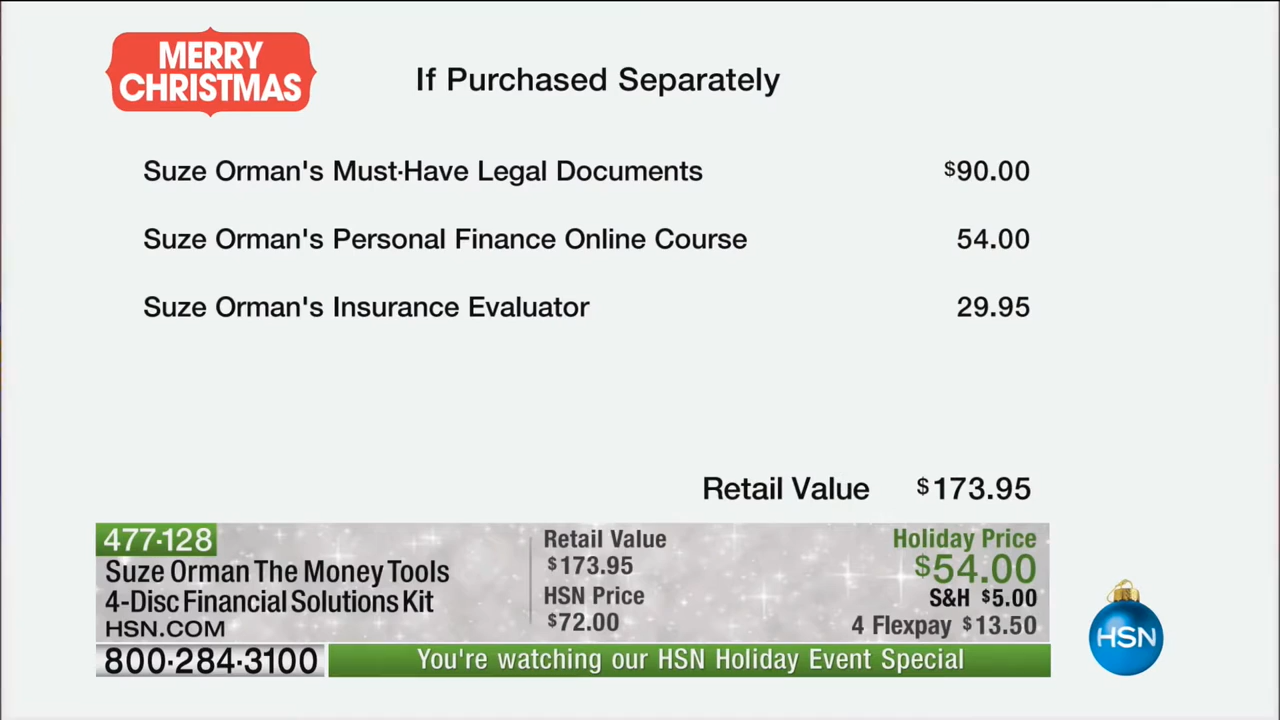 MERRY
CHRISTMAS
If Purchased Separately
Suze Orman's Must-Have Legal Documents $90.00
Suze Orman's Personal Finance Online Course 54.00
Suze Orman's Insurance Evaluator 29.95
Retail Value $173.95
477-128
Suze Orman The Money Tools
4-Disc Financial Solutions Kit
HSN.COM
Retail Value
$173.95
HSN Price
$72.00
Holiday Price
$54.00
S&H $5.00
4 Flexpay $13.50
800-284-3100
You're watching our HSN Holiday Event Special
HSN